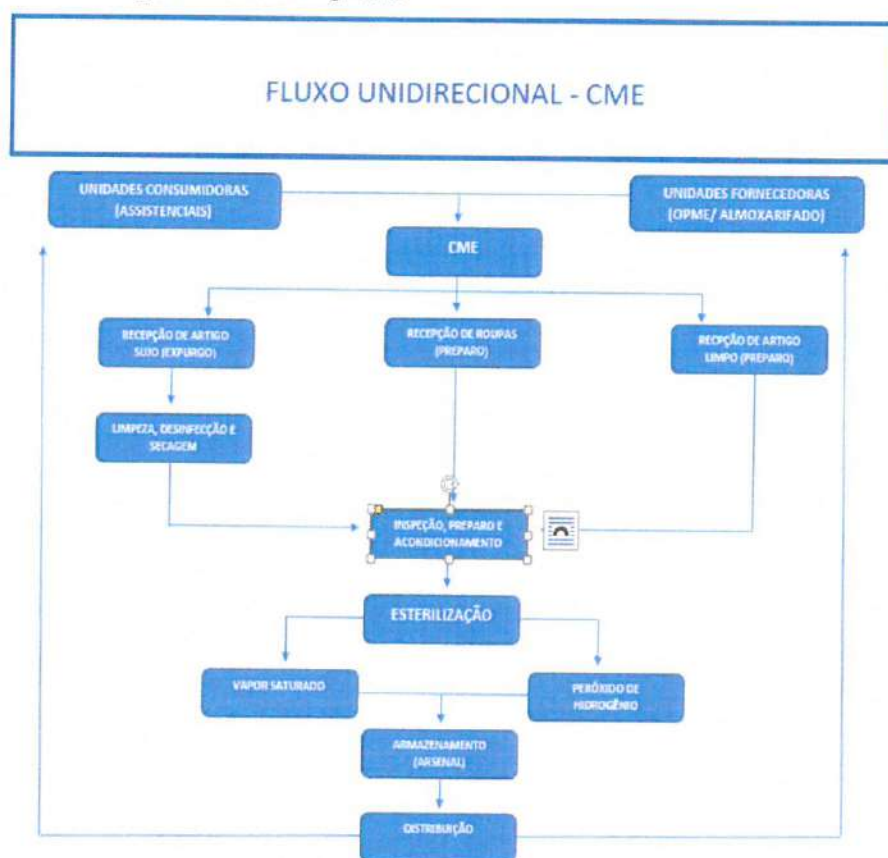 FLUXO UNIDIRECIONAL - CME
UNIDADES CONSUMIDORAS
(ASSISTENCIAIS)
UNIDADES FORNECEDORAS
(OPME/ ALMOXARIFADO)
CME
RECEPÇÃO DE ARTIGO
SUJO (EXPURGO)
RECEPÇÃO DE ROUPAS
(PREPARO)
RECPÇÃO DE ARTIGO
LIMPO (PREPARO)
LIMPEZA, DESINFECÇÃO E
SECAGEM
INSPEÇÃO, PREPARO E
ACONDICIONAMENTO
ESTERILIZAÇÃO
VAPOR SATURADO
PERÓXIDO DE
HIDROGÊNIO
ARMAZENAMENTO
(ARSENAL)
DISTRIBUIÇÃO